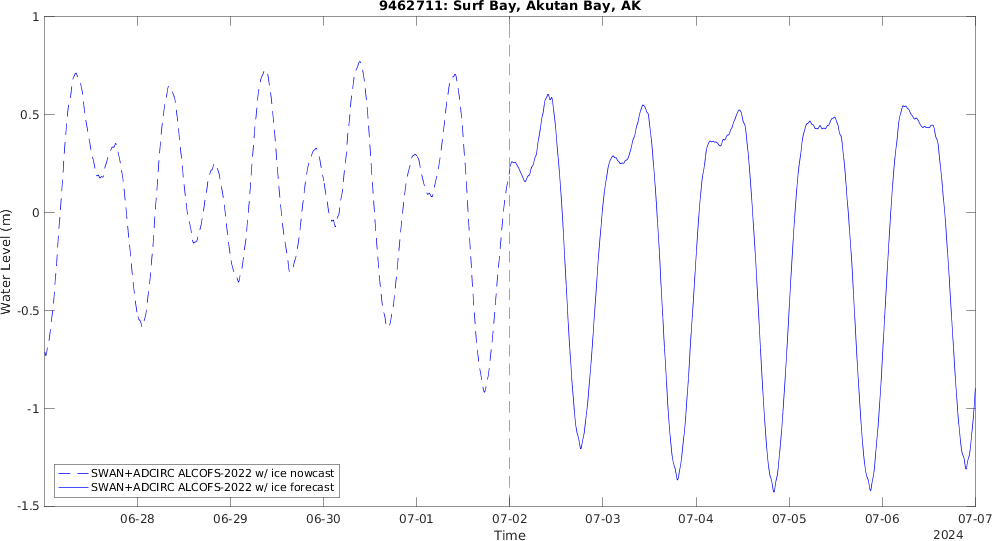 9462711: Surf Bay, Akutan Bay, AK
1
0.5
0
-0.5
-1
-1.5
Water Level (m)
SWAN+ADCIRC ALCOFS-2022 w/ ice nowcast
SWAN+ADCIRC ALCOFS-2022 w/ ice forecast
06-28 06-29 06-30 07-01 07-02 07-03 07-04 07-05 07-06 07-07
Time
2024